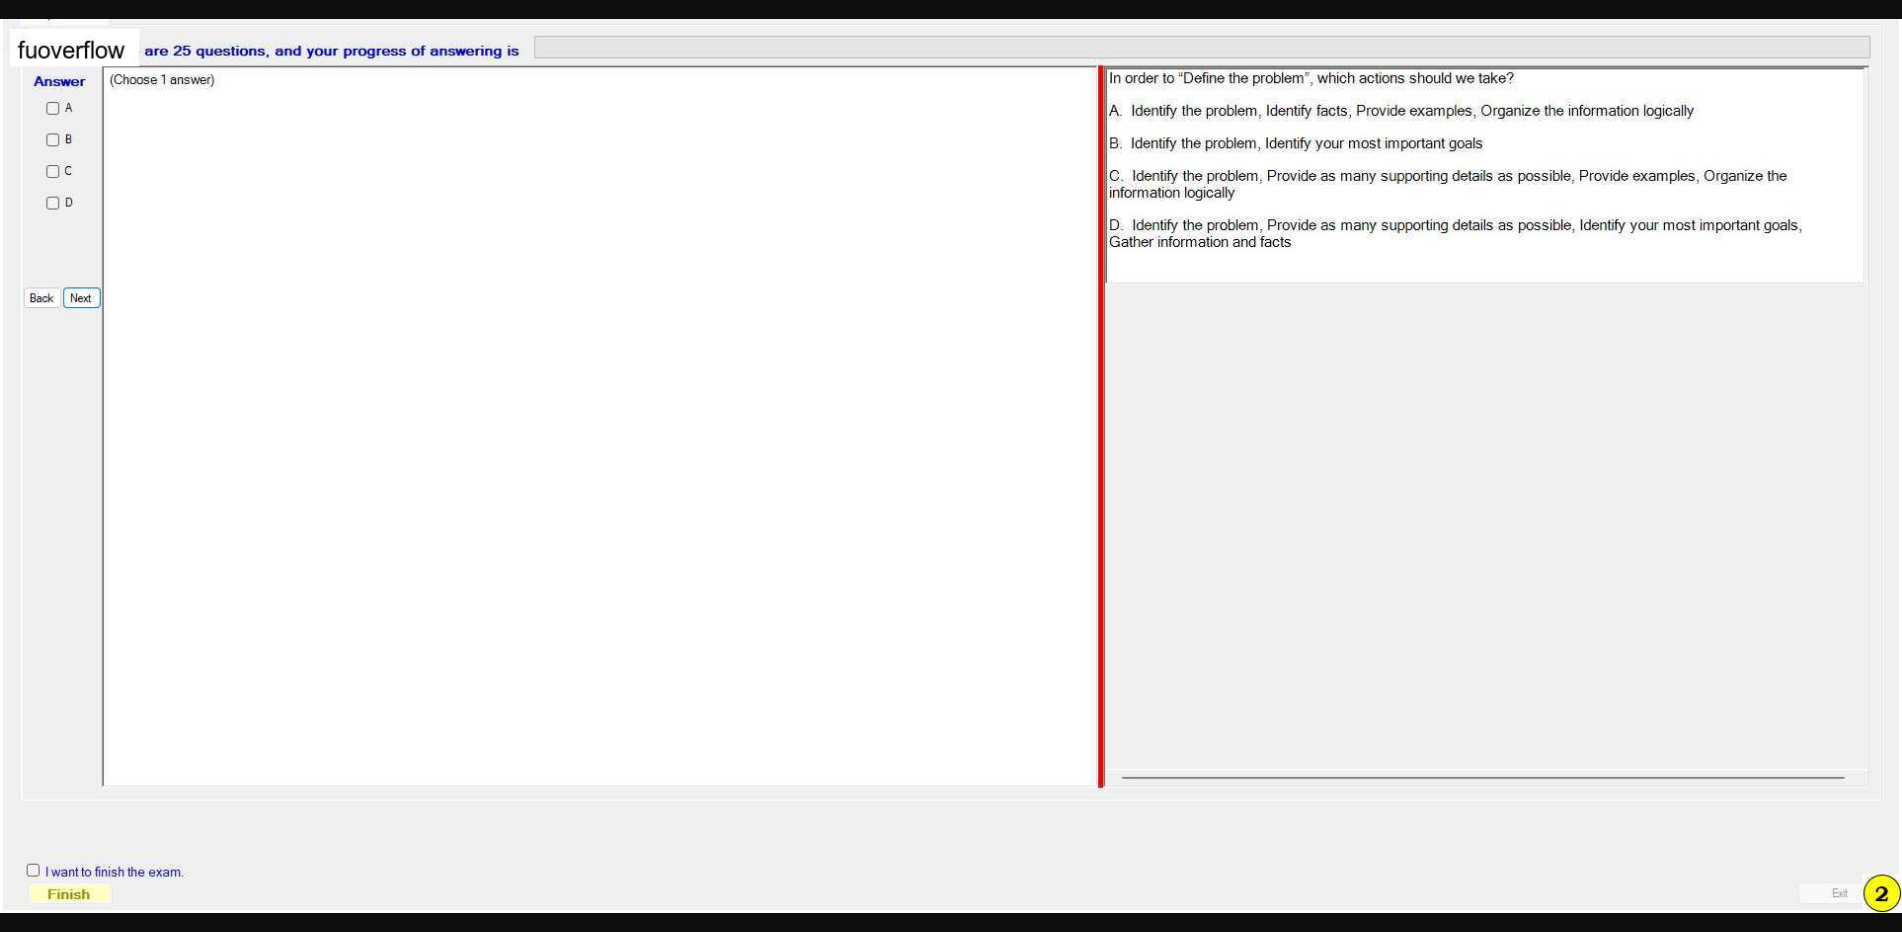 fuoverflow are 25 questions, and your progress of answering is
Answer
(Choose 1 answer)
A
B
C
D
Back Next
In order to “Define the problem”, which actions should we take?
A. Identify the problem, Identify facts, Provide examples, Organize the information logically
B. Identify the problem, Identify your most important goals
C. Identify the problem, Provide as many supporting details as possible, Provide examples, Organize the
information logically
D. Identify the problem, Provide as many supporting details as possible, Identify your most important goals,
Gather information and facts
I want to finish the exam.
Finish
Exit
2